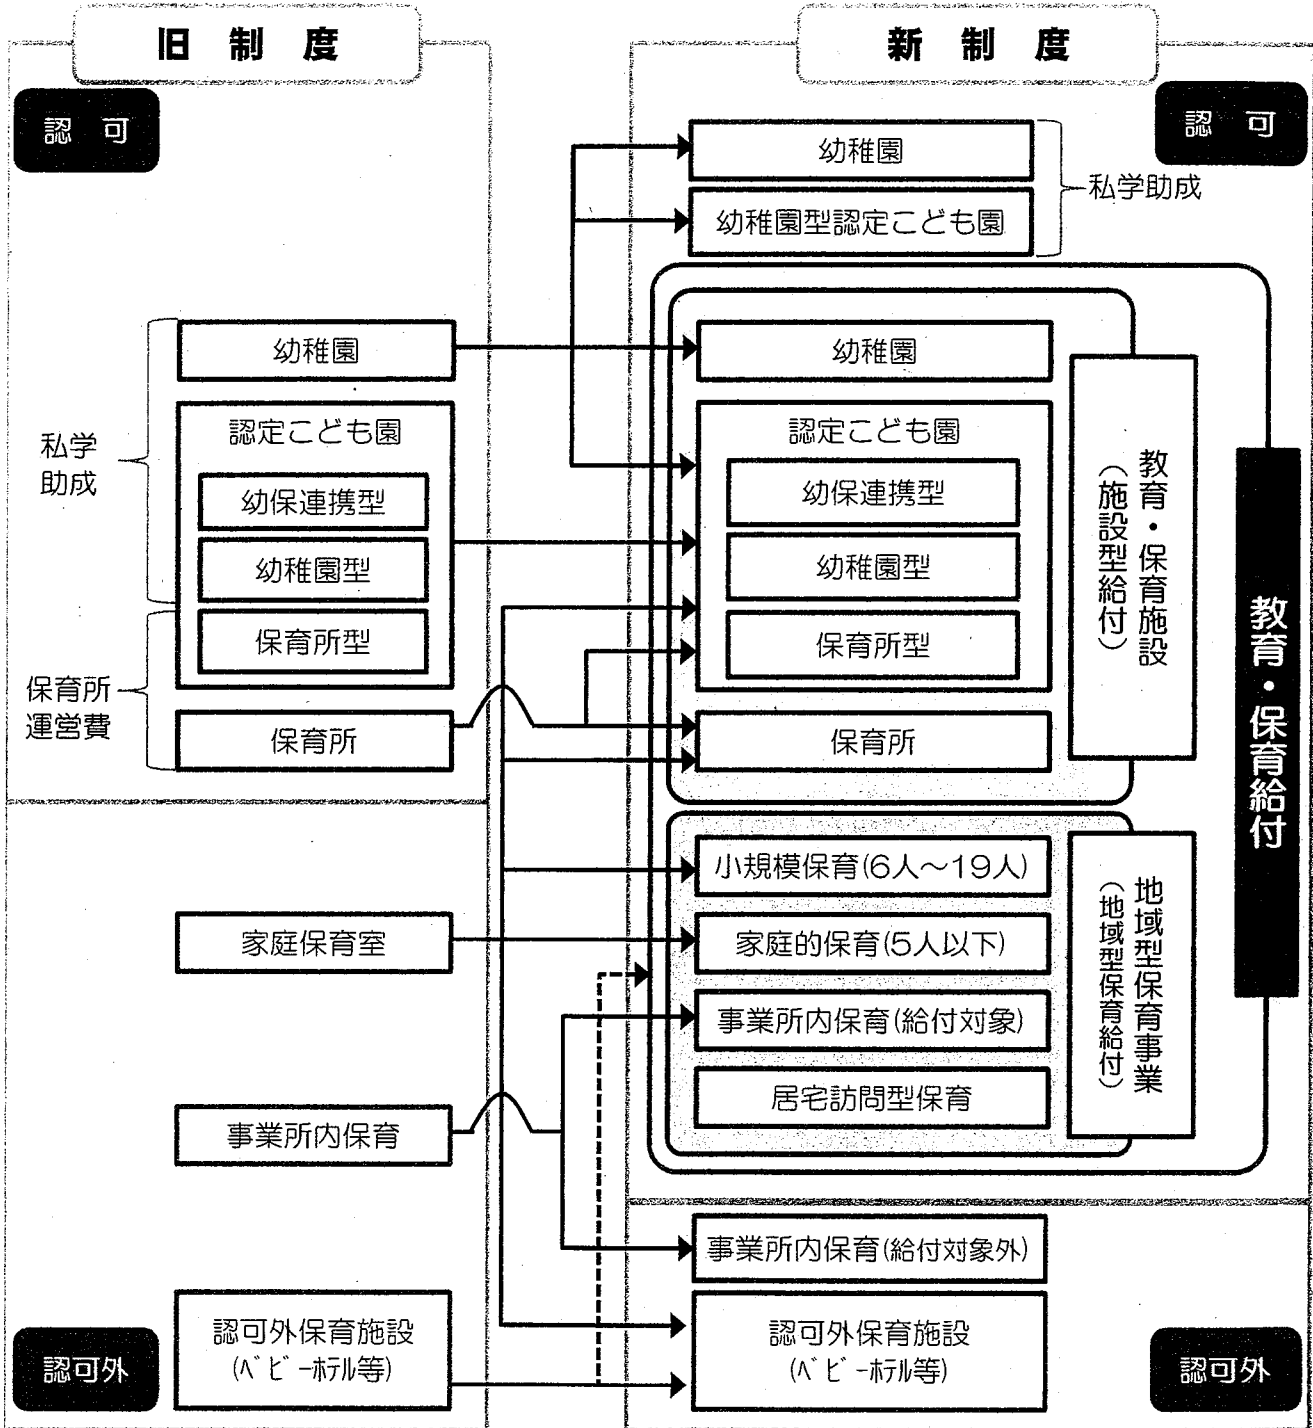 旧制度
認可
幼稚園
認定こども園
幼保連携型
幼稚園型
保育所型
保育所
私学
助成
保育所
運営費
家庭保育室
事業所内保育
認可外保育施設
(ベビーホテル等)
認可外
新制度
認可
幼稚園
幼稚園型認定こども園
私学助成
幼稚園
認定こども園
幼保連携型
幼稚園型
保育所型
保育所
教育・保育施設
(施設型給付)
小規模保育(6人～19人)
家庭的保育(5人以下)
事業所内保育(給付対象)
居宅訪問型保育
地域型保育事業
(地域型保育給付)
教育・保育給付
事業所内保育(給付対象外)
認可外保育施設
(ベビーホテル等)
認可外